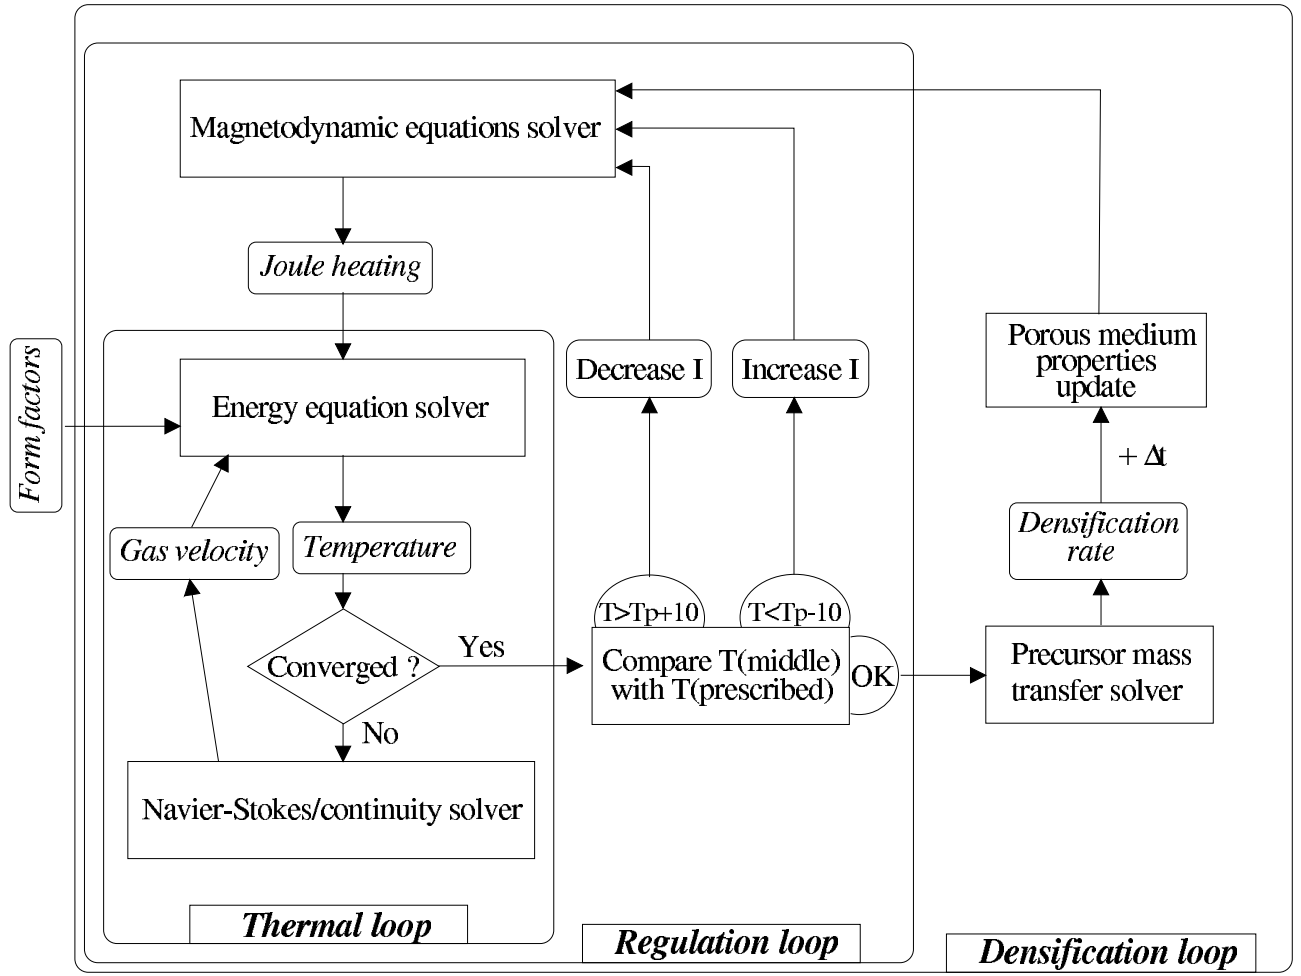 Magnetodynamic equations solver
Joule heating
Form factors
Energy equation solver
Decrease I
Increase I
Porous medium
properties
update
+ Δt
Gas velocity
Temperature
Densification
rate
T>Tp+10
T<Tp-10
Converged ?
Yes
Compare T(middle)
with T(prescribed)
OK
Precursor mass
transfer solver
No
Navier-Stokes/continuity solver
Thermal loop
Regulation loop
Densification loop